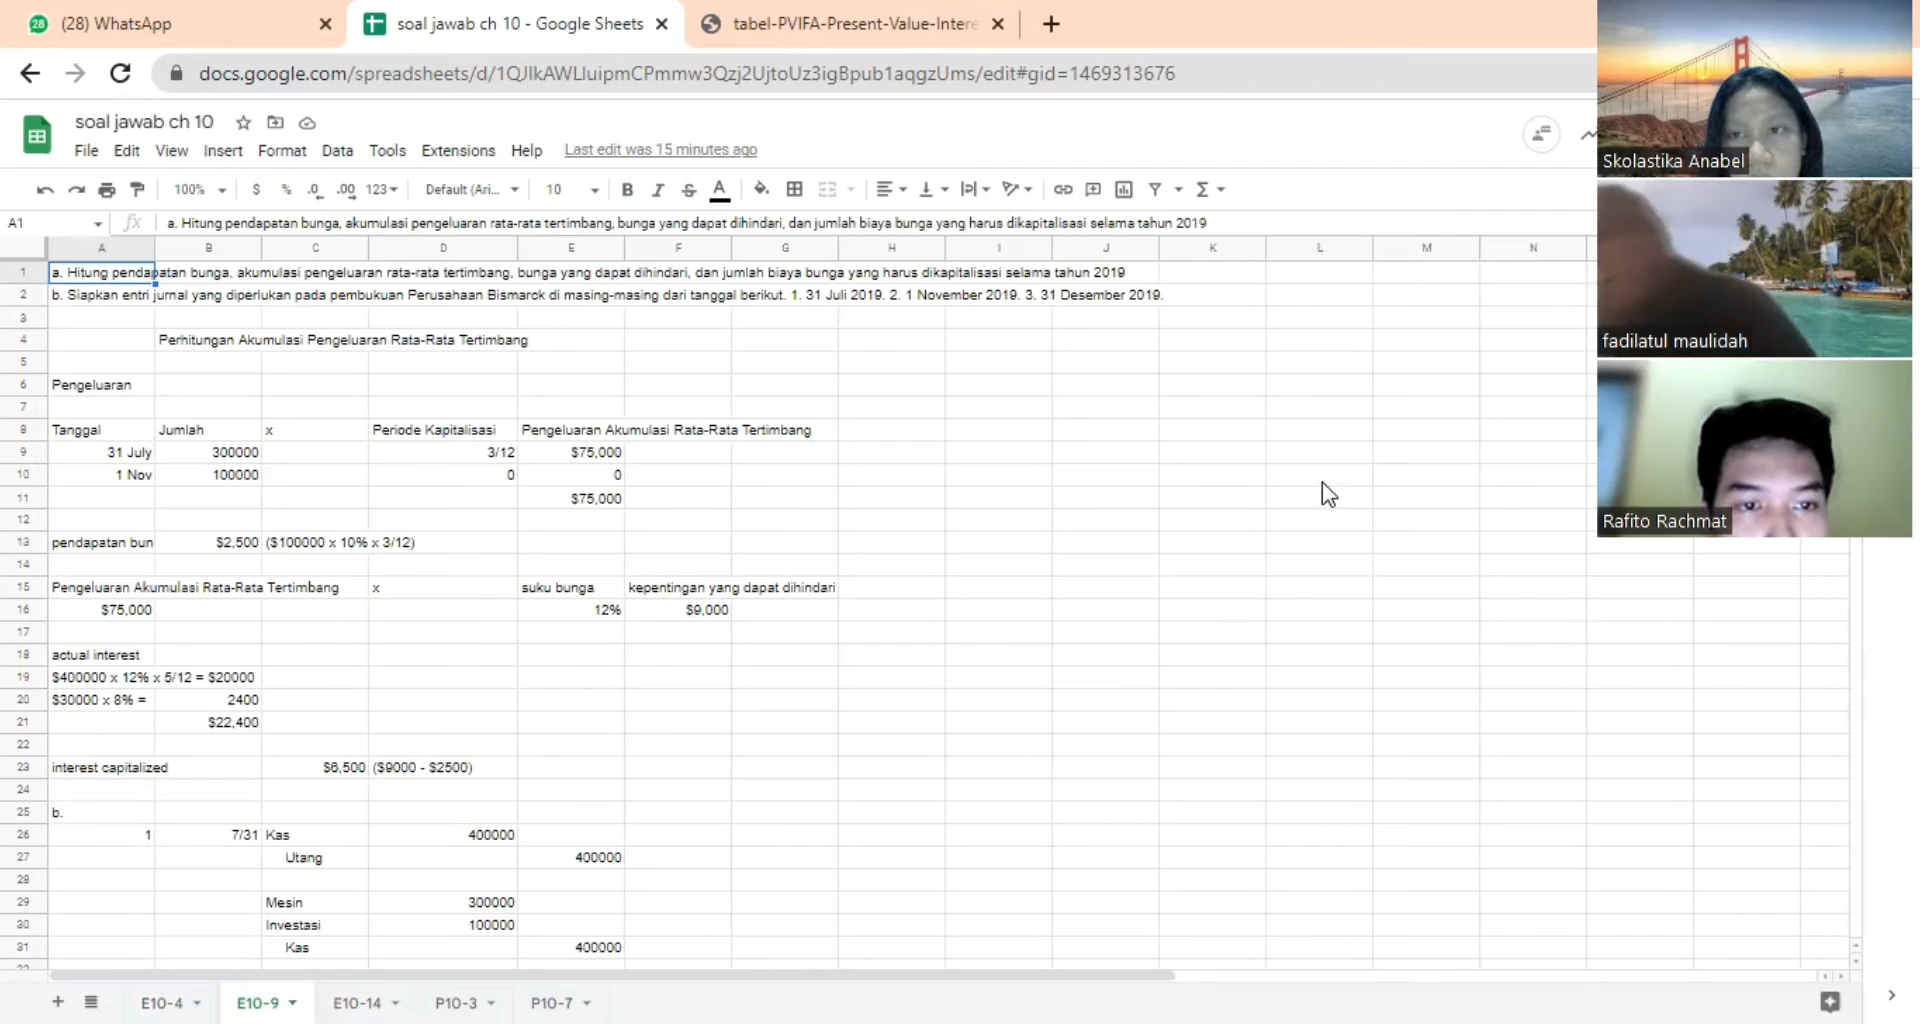 28 (28) WhatsApp
soal jawab ch 10 - Google Sheets
tabel-PVIFA-Present-Value-Intere
docs.google.com/spreadsheets/d/1QJlkAWLluipmCPmmw3Qzj2UjtoUz3igBpub1aqgzUms/edit#gid=1469313676
soal jawab ch 10
File Edit View Insert Format Data Tools Extensions Help Last edit was 15 minutes ago
100% $ % .0 .00 123 Default (Ari... 10 B I S A
A1 fx a. Hitung pendapatan bunga, akumulasi pengeluaran rata-rata tertimbang, bunga yang dapat dihindari, dan jumlah biaya bunga yang harus dikapitalisasi selama tahun 2019
A B C D E F G H I J K L M N
1 a. Hitung pendapatan bunga, akumulasi pengeluaran rata-rata tertimbang, bunga yang dapat dihindari, dan jumlah biaya bunga yang harus dikapitalisasi selama tahun 2019
2 b. Siapkan entri jurnal yang diperlukan pada pembukuan Perusahaan Bismarck di masing-masing dari tanggal berikut. 1. 31 Juli 2019. 2. 1 November 2019. 3. 31 Desember 2019.
3
4 Perhitungan Akumulasi Pengeluaran Rata-Rata Tertimbang
5
6 Pengeluaran
7
8 Tanggal Jumlah x Periode Kapitalisasi Pengeluaran Akumulasi Rata-Rata Tertimbang
9 31 July 300000 3/12 $75,000
10 1 Nov 100000 0 0
11 $75,000
12
13 pendapatan bun $2,500 ($100000 x 10% x 3/12)
14
15 Pengeluaran Akumulasi Rata-Rata Tertimbang x suku bunga kepentingan yang dapat dihindari
16 $75,000 12% $9,000
17
18 actual interest
19 $400000 x 12% x 5/12 = $20000
20 $30000 x 8% = 2400
21 $22,400
22
23 interest capitalized $6,500 ($9000 - $2500)
24
25 b.
26 1 7/31 Kas 400000
27 Utang 400000
28
29 Mesin 300000
30 Investasi 100000
31 Kas 400000
E10-4 E10-9 E10-14 P10-3 P10-7
Skolastika Anabel
fadilatul maulidah
Rafito Rachmat